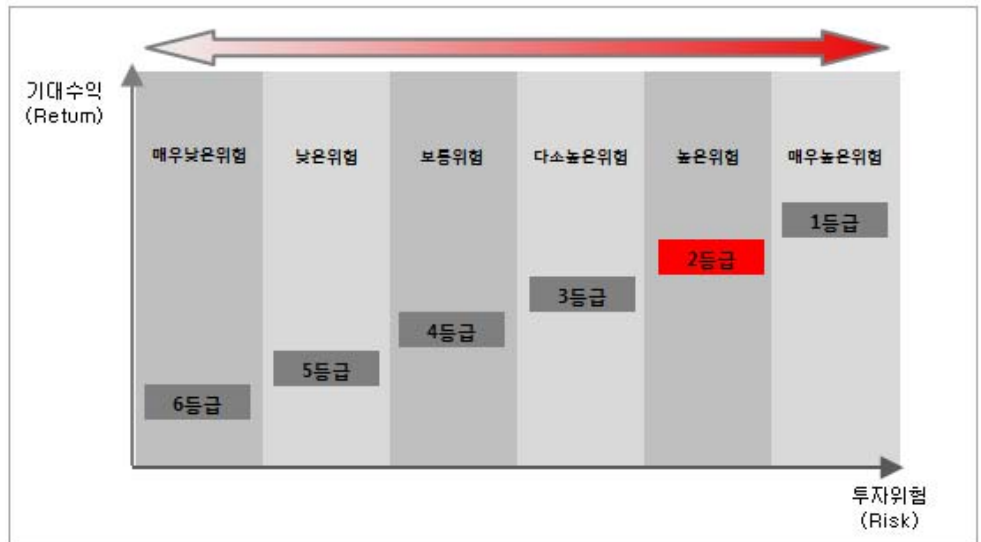 기대수익
(Return)
매우낮은위험
낮은위험
보통위험
다소높은위험
높은위험
매우높은위험
1등급
2등급
3등급
4등급
5등급
6등급
투자위험
(Risk)